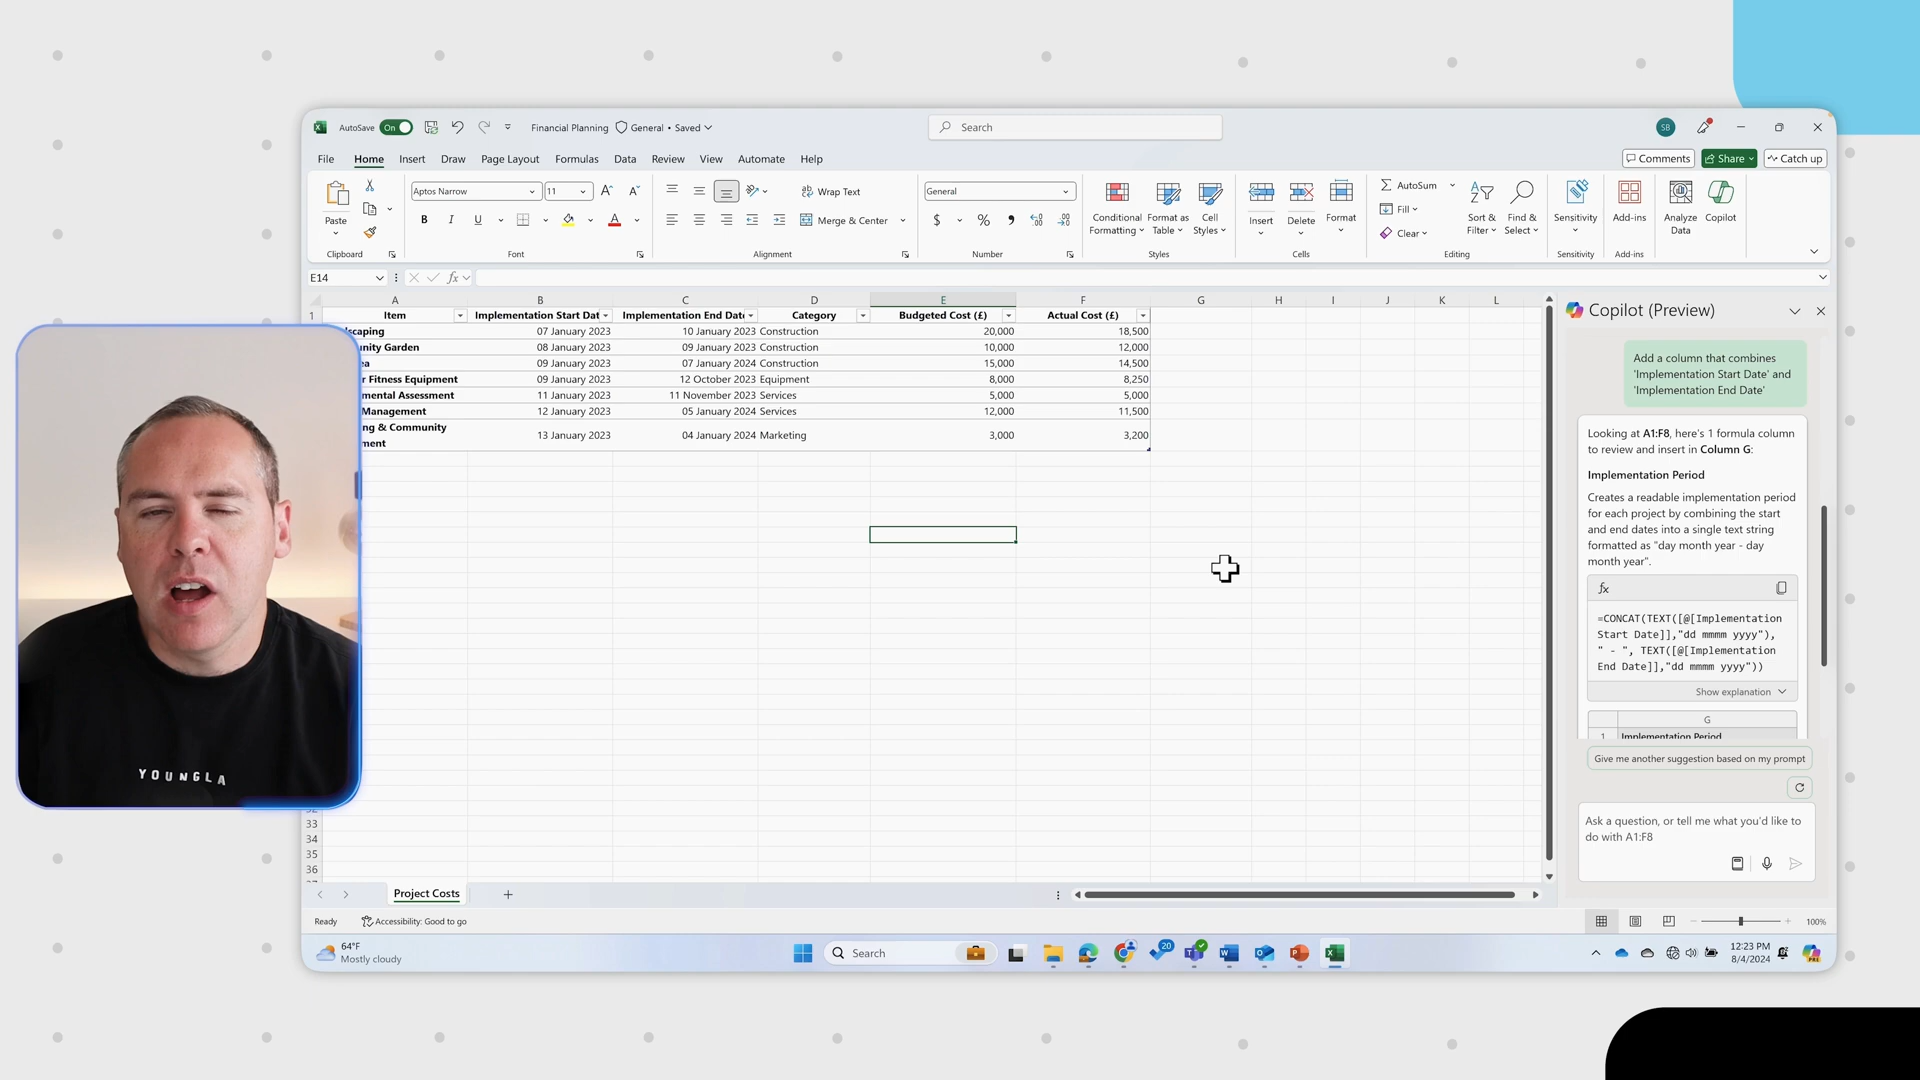 AutoSave On Financial Planning General • Saved Search SB
File Home Insert Draw Page Layout Formulas Data Review View Automate Help Comments Share Catch up
Paste
Clipboard
Aptos Narrow 11
B I U
Font
Wrap Text
Merge & Center
Alignment
General
$ %
Number
Conditional Formatting
Format as Table
Cell Styles
Styles
Insert
Delete
Format
Cells
AutoSum
Fill
Clear
Sort & Filter
Find & Select
Editing
Sensitivity
Sensitivity
Add-ins
Add-ins
Analyze Data
Copilot
E14 fx
A B C D E F G H I J K L
1 Item Implementation Start Dat Implementation End Date Category Budgeted Cost (£) Actual Cost (£)
scaping 07 January 2023 10 January 2023 Construction 20,000 18,500
unity Garden 08 January 2023 09 January 2023 Construction 10,000 12,000
ea 09 January 2023 07 January 2024 Construction 15,000 14,500
r Fitness Equipment 09 January 2023 12 October 2023 Equipment 8,000 8,250
mental Assessment 11 January 2023 11 November 2023 Services 5,000 5,000
Management 12 January 2023 05 January 2024 Services 12,000 11,500
ng & Community
ment 13 January 2023 04 January 2024 Marketing 3,000 3,200
33
34
35
36
YOUNGLA
Copilot (Preview)
Add a column that combines
'Implementation Start Date' and
'Implementation End Date'
Looking at A1:F8, here's 1 formula column
to review and insert in Column G:
Implementation Period
Creates a readable implementation period
for each project by combining the start
and end dates into a single text string
formatted as "day month year - day
month year".
fx
=CONCAT(TEXT([@[Implementation
Start Date]],"dd mmmm yyyy"),
" - ", TEXT([@[Implementation
End Date]],"dd mmmm yyyy"))
Show explanation
G
1 Implementation Period
Give me another suggestion based on my prompt
Ask a question, or tell me what you'd like to
do with A1:F8
Project Costs
Ready Accessibility: Good to go 100%
64°F
Mostly cloudy
Search
20
12:23 PM
8/4/2024
PRE